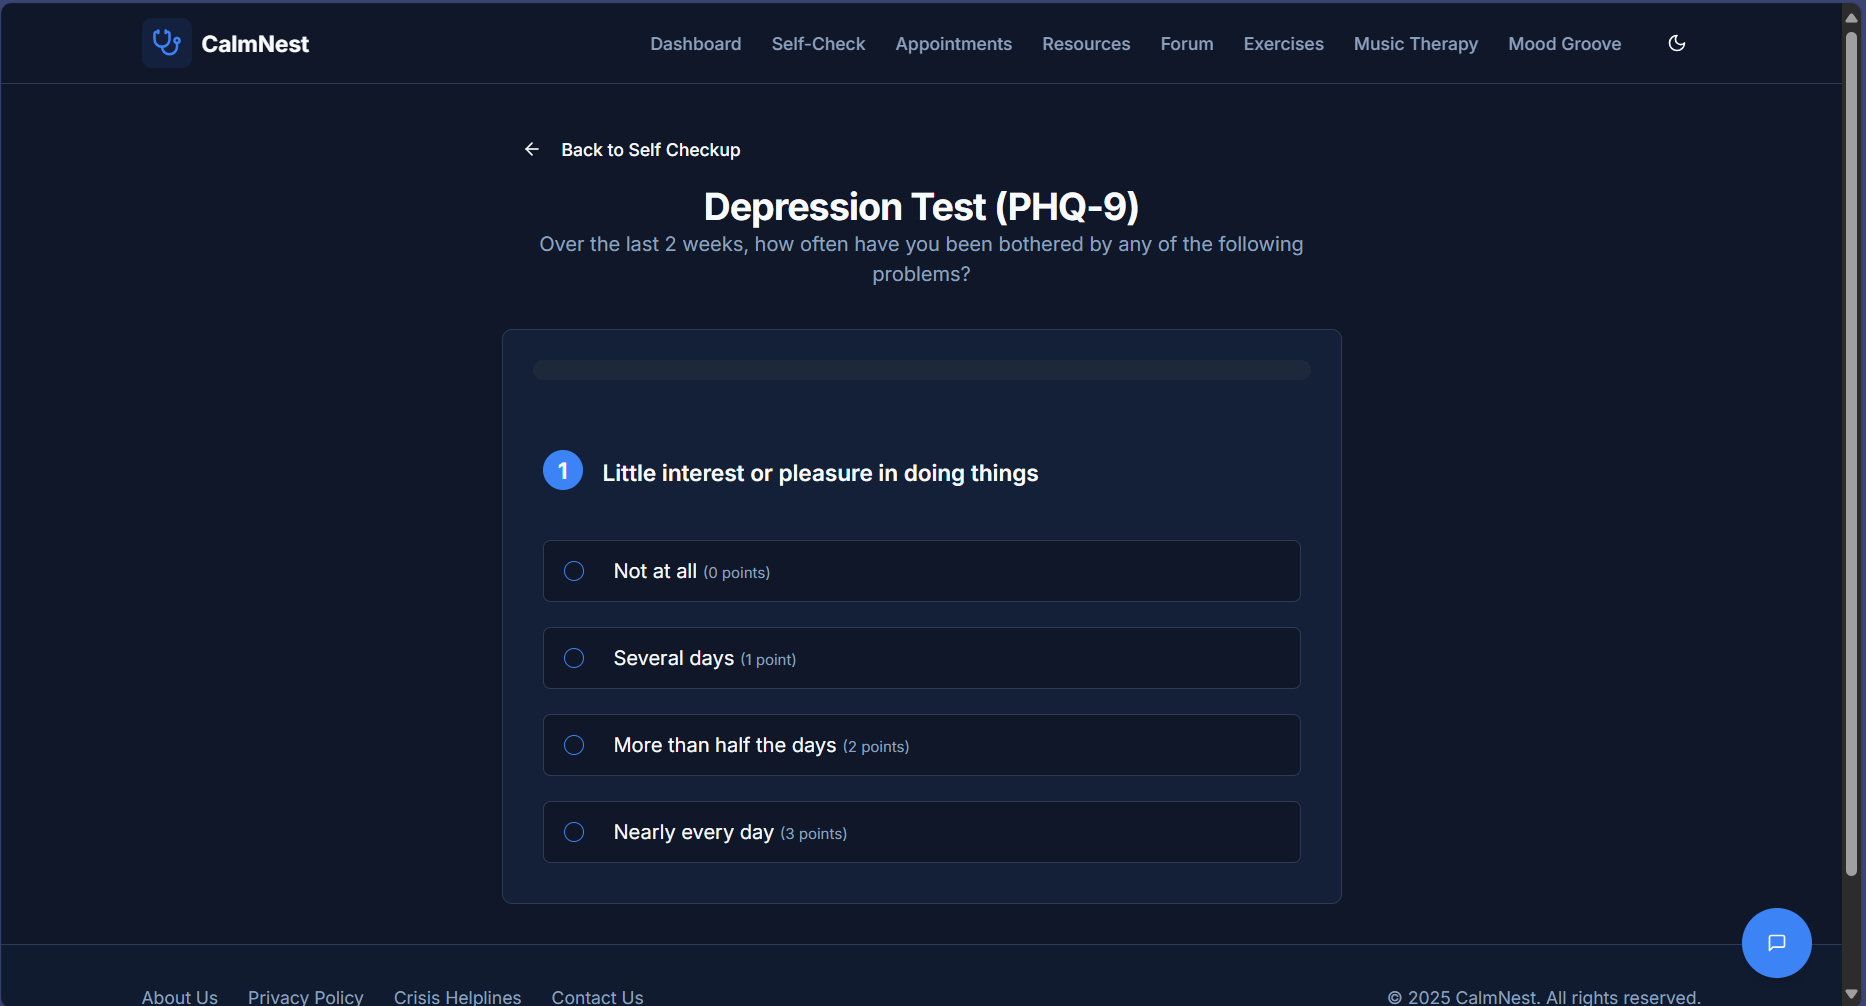 CalmNest
Dashboard Self-Check Appointments Resources Forum Exercises Music Therapy Mood Groove
Back to Self Checkup
Depression Test (PHQ-9)
Over the last 2 weeks, how often have you been bothered by any of the following
problems?
1 Little interest or pleasure in doing things
Not at all (0 points)
Several days (1 point)
More than half the days (2 points)
Nearly every day (3 points)
About Us Privacy Policy Crisis Helplines Contact Us © 2025 CalmNest. All rights reserved.